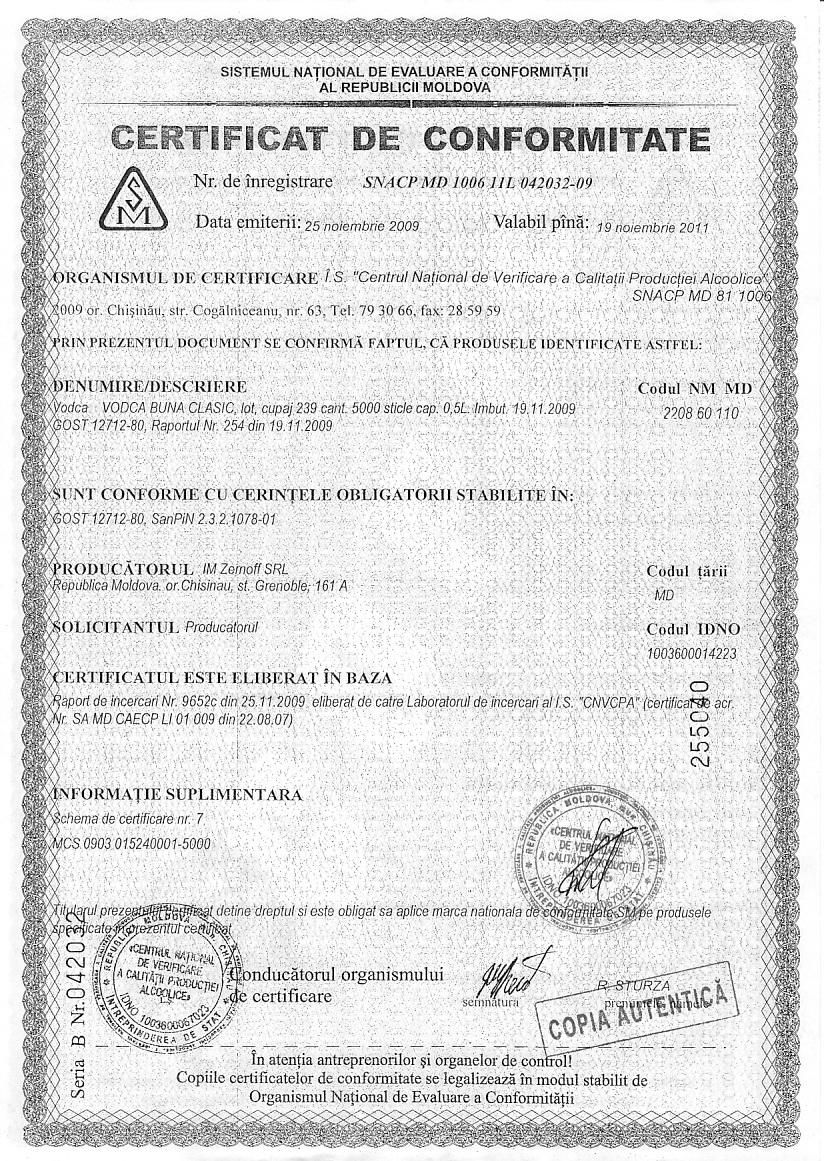 SISTEMUL NAȚIONAL DE EVALUARE A CONFORMITĂȚII
AL REPUBLICII MOLDOVA
CERTIFICAT DE CONFORMITATE
SM
Nr. de înregistrare SNACP MD 1006 11L 042032-09
Data emiterii: 25 noiembrie 2009 Valabil pînă: 19 noiembrie 2011
ORGANISMUL DE CERTIFICARE Î.S. "Centrul Național de Verificare a Calitații Producției Alcoolice"
SNACP MD 81 1006
2009 or. Chișinău, str. Cogălniceanu, nr. 63, Tel. 79 30 66, fax: 28 59 59
PRIN PREZENTUL DOCUMENT SE CONFIRMĂ FAPTUL, CĂ PRODUSELE IDENTIFICATE ASTFEL:
DENUMIRE/DESCRIERE Codul NM MD
Vodca VODCA BUNA CLASIC, lot, cupaj 239 cant. 5000 sticle cap. 0,5L. Imbut. 19.11.2009 2208 60 110
GOST 12712-80, Raportul Nr. 254 din 19.11.2009
SUNT CONFORME CU CERINȚELE OBLIGATORII STABILITE ÎN:
GOST 12712-80, SanPiN 2.3.2.1078-01
PRODUCĂTORUL IM Zernoff SRL Codul țării
Republica Moldova. or.Chisinau, st. Grenoble, 161 A MD
SOLICITANTUL Producatorul Codul IDNO
1003600014223
CERTIFICATUL ESTE ELIBERAT ÎN BAZA
Raport de incercari Nr. 9652c din 25.11.2009 eliberat de catre Laboratorul de incercari al I.S. "CNVCPA" (certificat de acr.
Nr. SA MD CAECP LI 01 009 din 22.08.07)
255040
INFORMAȚIE SUPLIMENTARA
Schema de certificare nr. 7
MCS 0903 015240001-5000
REPUBLICA MOLDOVA, MUN. CHIȘINĂU
«CENTRUL NAȚIONAL
DE VERIFICARE
A CALITĂȚII PRODUCȚIEI
ALCOOLICE»
IDNO 1003600067023
ÎNTREPRINDEREA DE STAT
Titularul prezentului certificat detine dreptul si este obligat sa aplice marca nationala de conformitate SM pe produsele
specificate in prezentul certificat
REPUBLICA MOLDOVA, MUN. CHIȘINĂU
«CENTRUL NAȚIONAL
DE VERIFICARE
A CALITĂȚII PRODUCȚIEI
ALCOOLICE»
IDNO 1003600067023
ÎNTREPRINDEREA DE STAT
Seria B Nr.042032
Conducătorul organismului
de certificare
semnătura
R. STURZA
prenumele, numele
COPIA AUTENTICĂ
În atenția antreprenorilor și organelor de control!
Copiile certificatelor de conformitate se legalizează în modul stabilit de
Organismul Național de Evaluare a Conformității